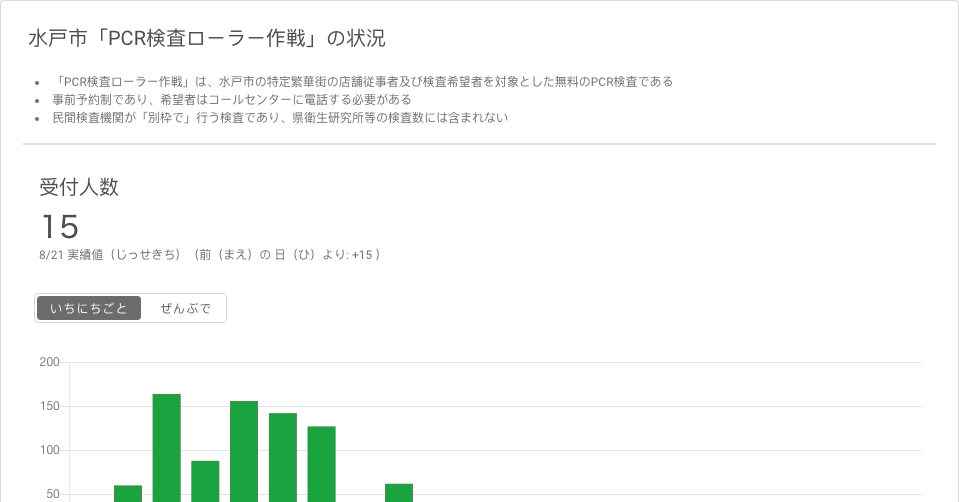 水戸市「PCR検査ローラー作戦」の状況
「PCR検査ローラー作戦」は、水戸市の特定繁華街の店舗従事者及び検査希望者を対象とした無料のPCR検査である
事前予約制であり、希望者はコールセンターに電話する必要がある
民間検査機関が「別枠で」行う検査であり、県衛生研究所等の検査数には含まれない
受付人数
15
8/21 実績値（じっせきち）（前（まえ）の 日（ひ）より: +15 ）
いちにちごと ぜんぶで
200
150
100
50